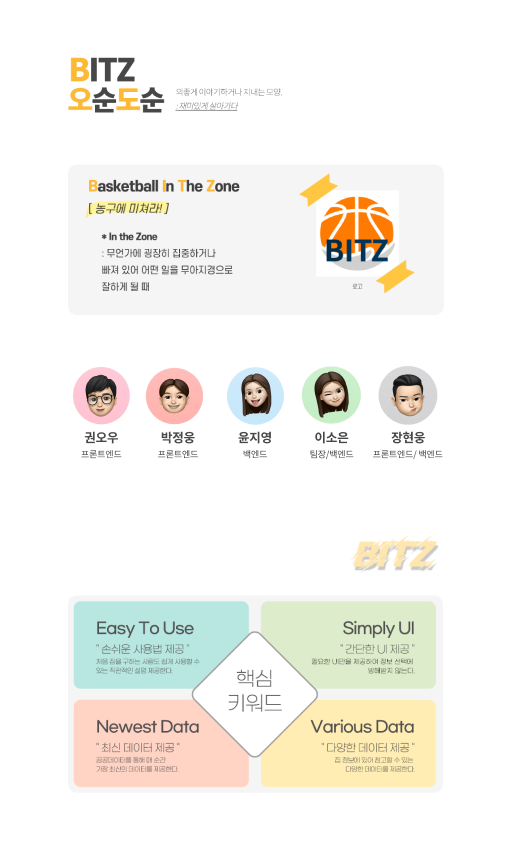 BITZ
오순도순
의좋게 이야기하거나 지내는 모양.
: 재미있게 살아가다
Basketball In The Zone
[ 농구에 미쳐라! ]
* In the Zone
: 무언가에 굉장히 집중하거나
빠져 있어 어떤 일을 무아지경으로
잘하게 될 때
BITZ
로고
권오우
프론트엔드
박정웅
프론트엔드
윤지영
백엔드
이소은
팀장/백엔드
장현웅
프론트엔드/ 백엔드
BITZ
Easy To Use
" 손쉬운 사용법 제공 "
처음 집을 구하는 사람도 쉽게 사용할 수
있는 직관적인 설명 제공한다.
Simply UI
" 간단한 UI 제공 "
필요한 UI만을 제공하여 정보 선택에
방해받지 않는다.
핵심
키워드
Newest Data
" 최신 데이터 제공 "
공공데이터를 통해 매 순간
가장 최신의 데이터를 제공한다.
Various Data
" 다양한 데이터 제공 "
집 정보에 있어 참고할 수 있는
다양한 데이터를 제공한다.